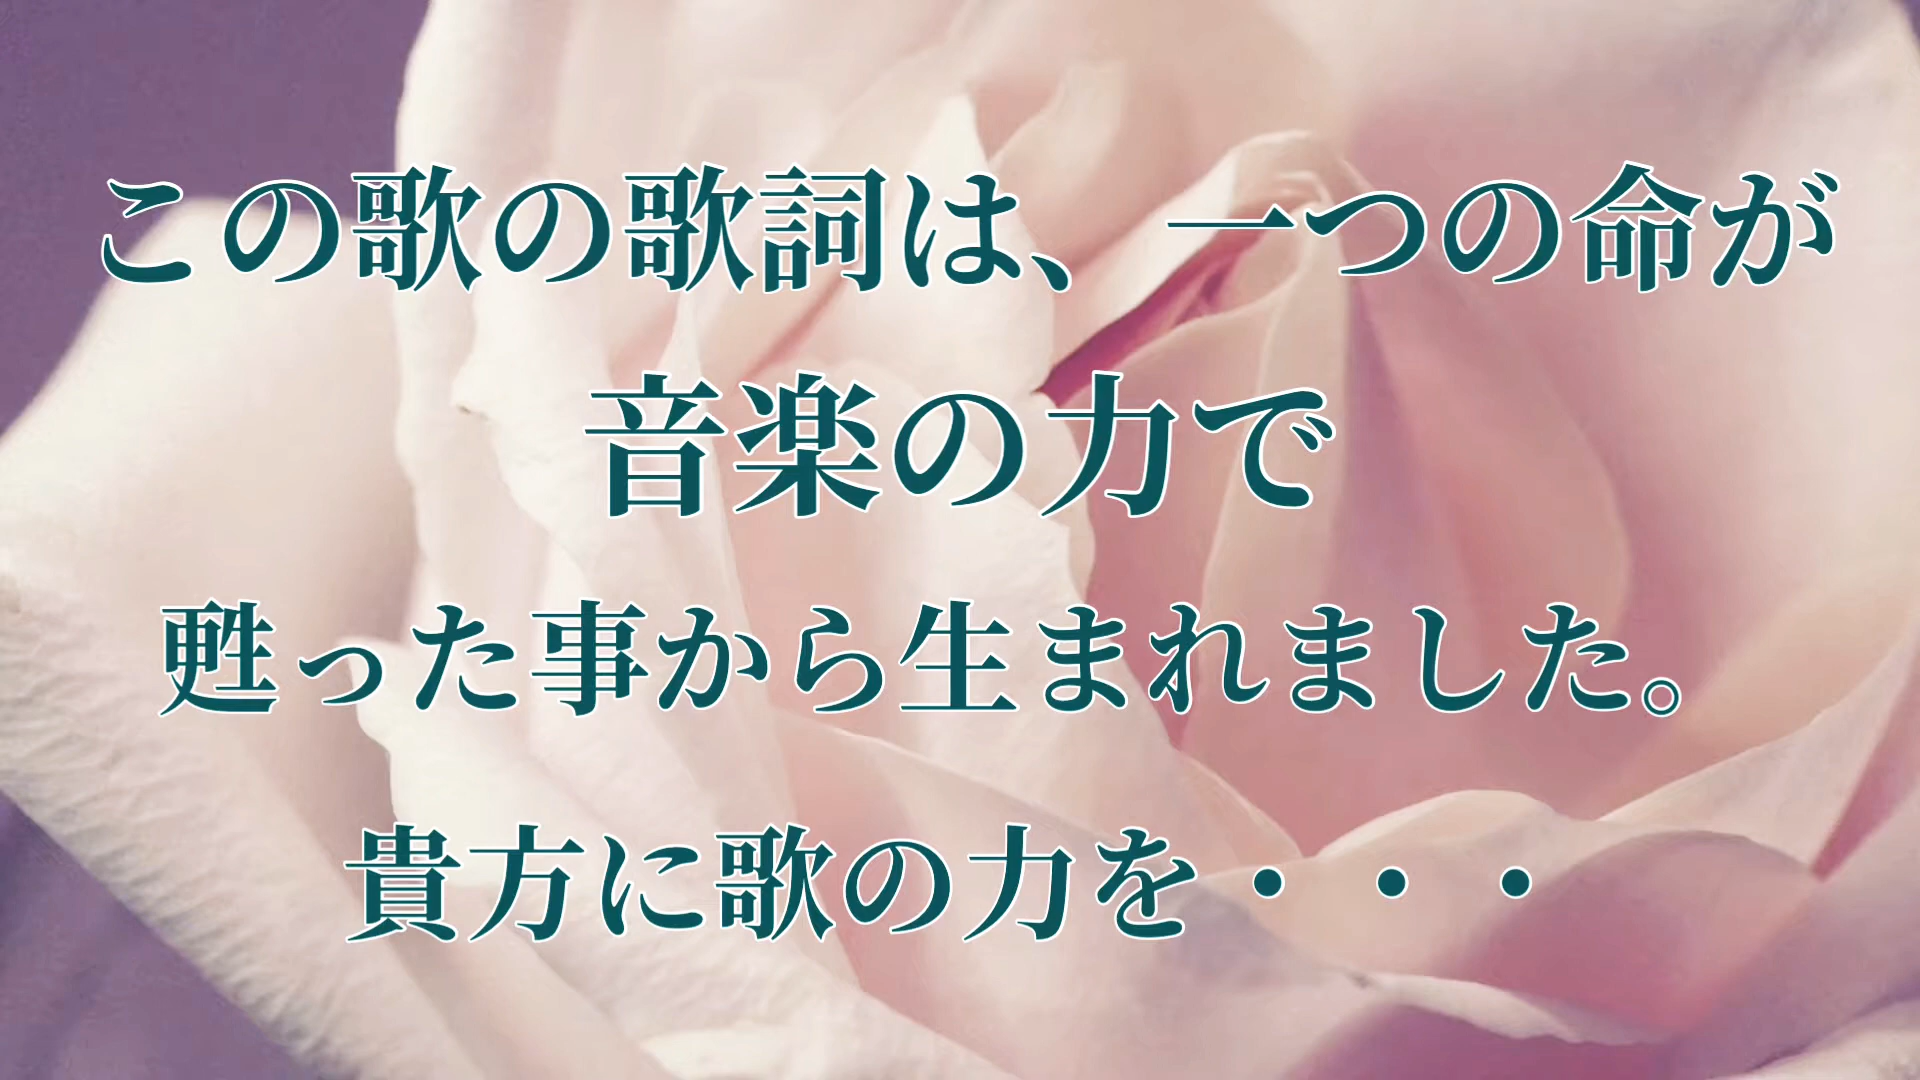 この歌の歌詞は、一つの命が
音楽の力で
甦った事から生まれました。
貴方に歌の力を・・・